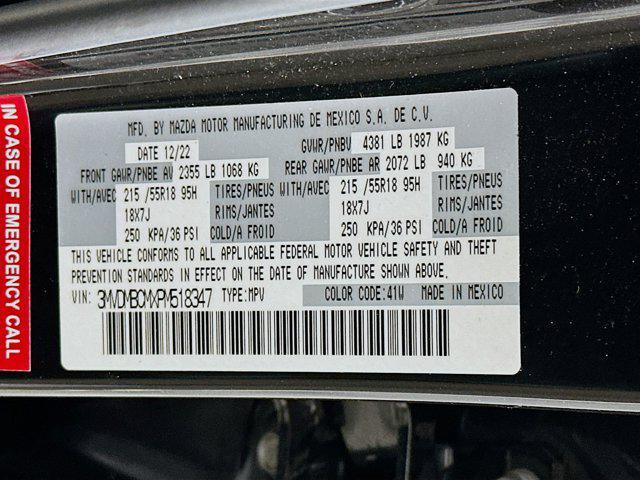 IN CASE OF EMERGENCY CALL
MFD. BY MAZDA MOTOR MANUFACTURING DE MEXICO S.A. DE C.V.
DATE 12/22 GVWR/PNBV 4381 LB 1987 KG
FRONT GAWR/PNBE AV 2355 LB 1068 KG REAR GAWR/PNBE AR 2072 LB 940 KG
WITH/AVEC 215 /55R18 95H TIRES/PNEUS WITH/AVEC 215 /55R18 95H TIRES/PNEUS
18X7J RIMS/JANTES 18X7J RIMS/JANTES
250 KPA/36 PSI COLD/A FROID 250 KPA/36 PSI COLD/A FROID
THIS VEHICLE CONFORMS TO ALL APPLICABLE FEDERAL MOTOR VEHICLE SAFETY AND THEFT
PREVENTION STANDARDS IN EFFECT ON THE DATE OF MANUFACTURE SHOWN ABOVE.
VIN: 3MVDMBCMXPM518347 TYPE:MPV COLOR CODE:41W MADE IN MEXICO